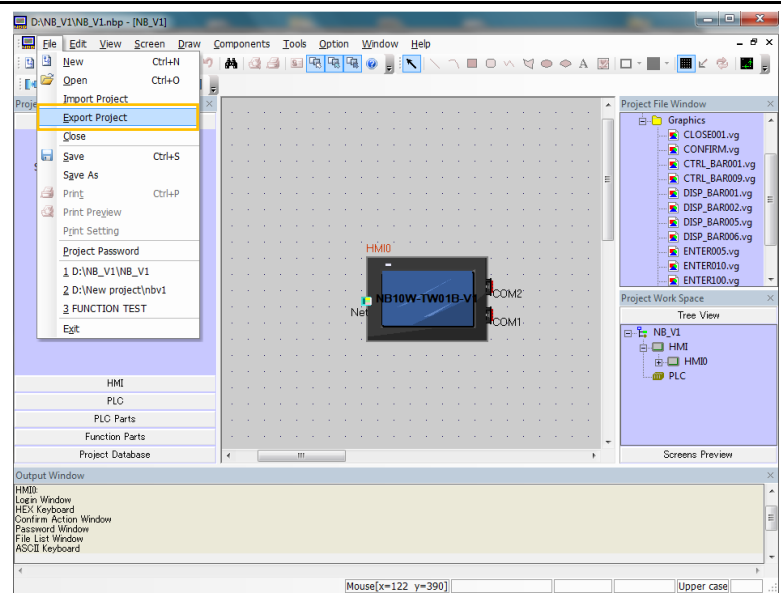 D:\NB_V1\NB_V1.nbp - [NB_V1]
File Edit View Screen Draw Components Tools Option Window Help
New Ctrl+N
Open Ctrl+O
Import Project
Export Project
Close
Save Ctrl+S
Save As
Print Ctrl+P
Print Preview
Print Setting
Project Password
1 D:\NB_V1\NB_V1
2 D:\New project\nbv1
3 FUNCTION TEST
Exit
HMI
PLC
PLC Parts
Function Parts
Project Database
HMI0
NB10W-TW01B-V1
COM2
Net
COM1
Project File Window
Graphics
CLOSE001.vg
CONFIRM.vg
CTRL_BAR001.vg
CTRL_BAR009.vg
DISP_BAR001.vg
DISP_BAR002.vg
DISP_BAR005.vg
DISP_BAR006.vg
ENTER005.vg
ENTER010.vg
ENTER100.vg
Project Work Space
Tree View
NB_V1
HMI
HMI0
PLC
Screens Preview
Output Window
HMI0:
Login Window
HEX Keyboard
Confirm Action Window
Password Window
File List Window
ASCII Keyboard
Mouse[x=122 y=390]
Upper case